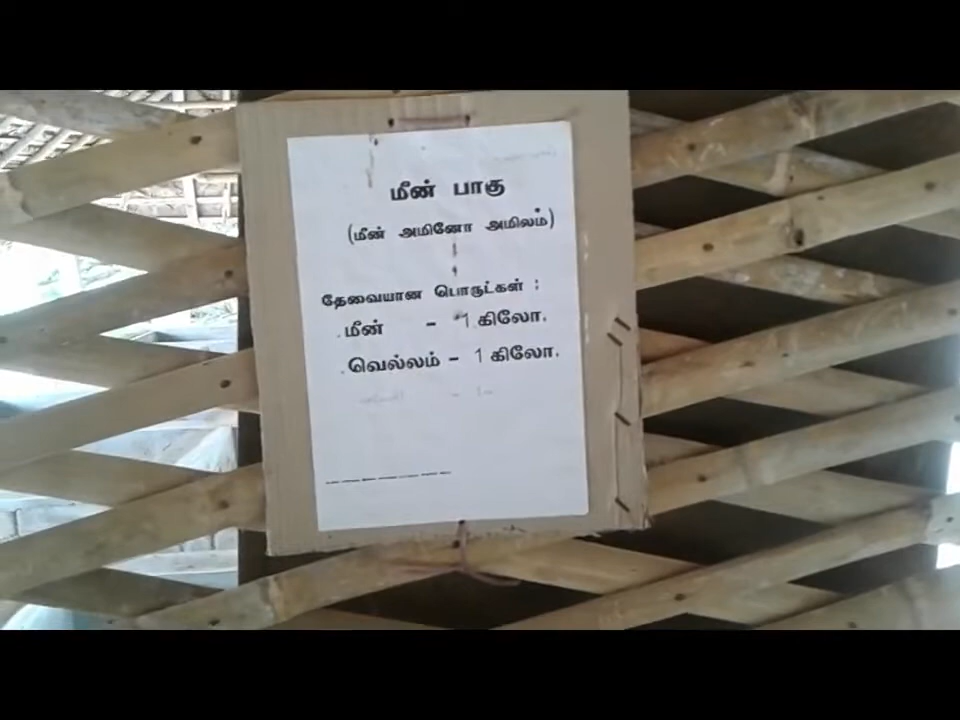 மீன் பாகு
(மீன் அமினோ அமிலம்)
தேவையான பொருட்கள் :
மீன் - 1 கிலோ.
வெல்லம் - 1 கிலோ.